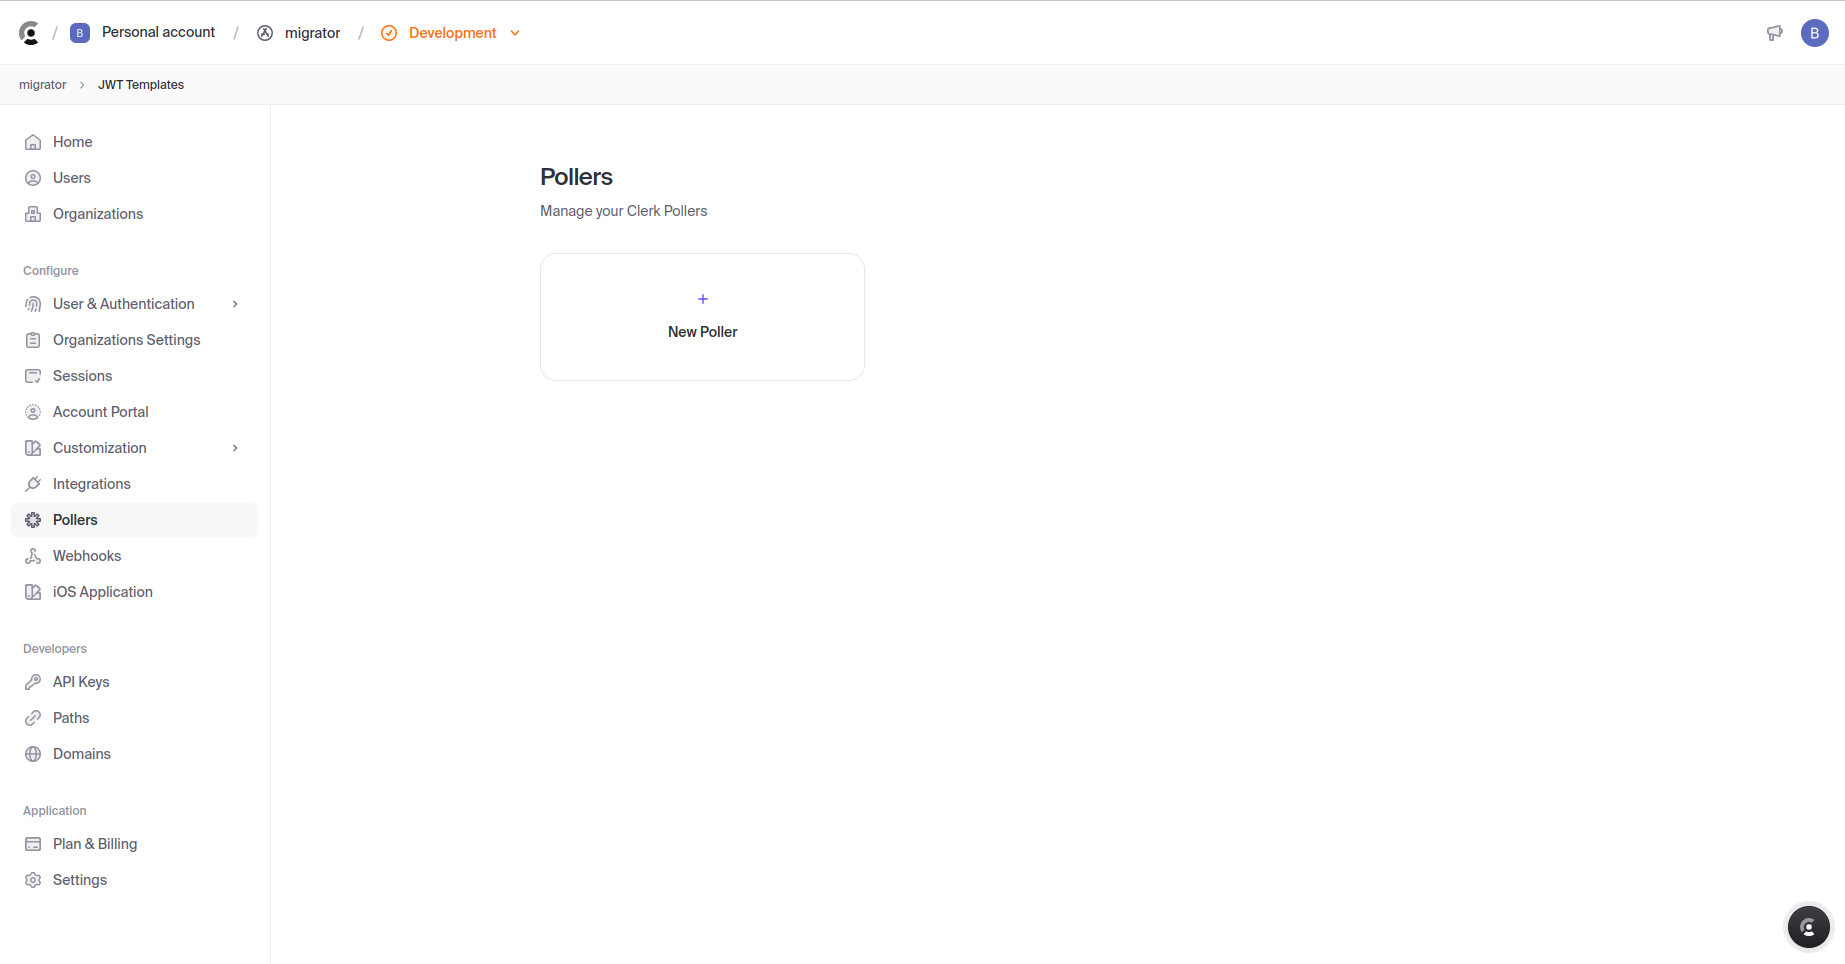 / B Personal account / migrator / Development B
migrator > JWT Templates
Home
Users
Organizations
Configure
User & Authentication
Organizations Settings
Sessions
Account Portal
Customization
Integrations
Pollers
Webhooks
iOS Application
Developers
API Keys
Paths
Domains
Application
Plan & Billing
Settings
Pollers
Manage your Clerk Pollers
+
New Poller